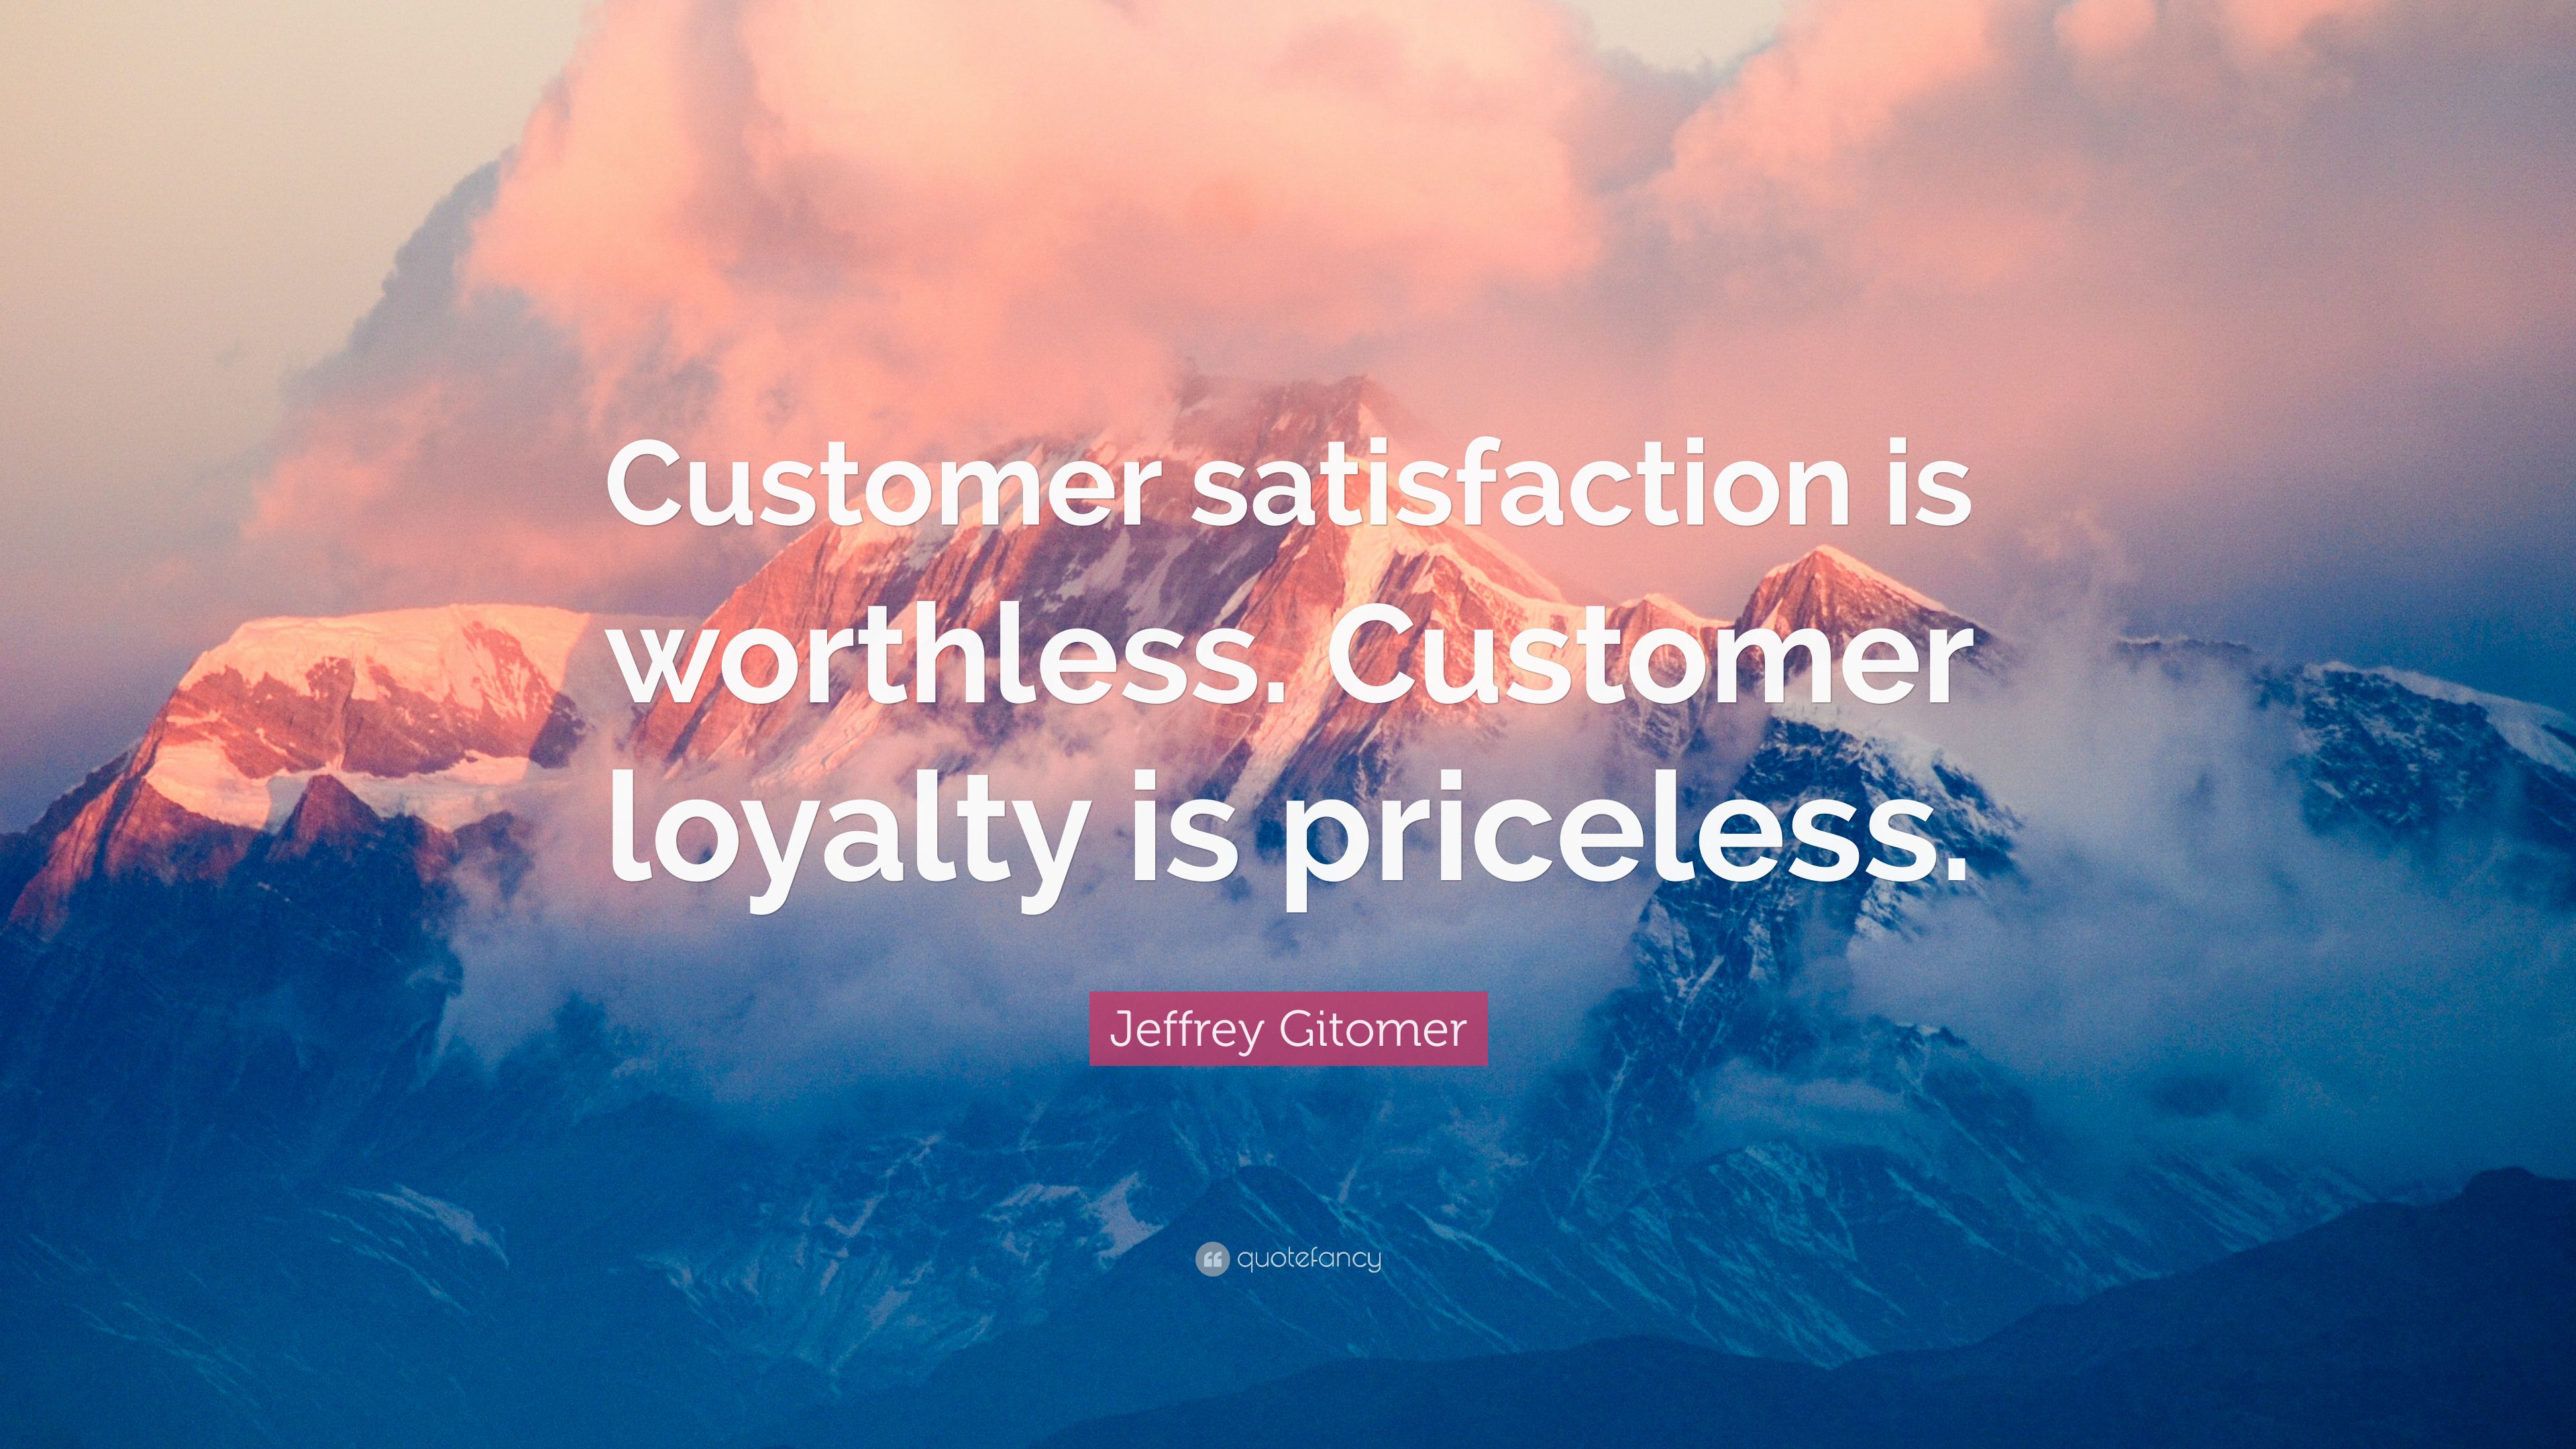 Customer satisfaction is
worthless. Customer
loyalty is priceless.
Jeffrey Gitomer
quotefancy